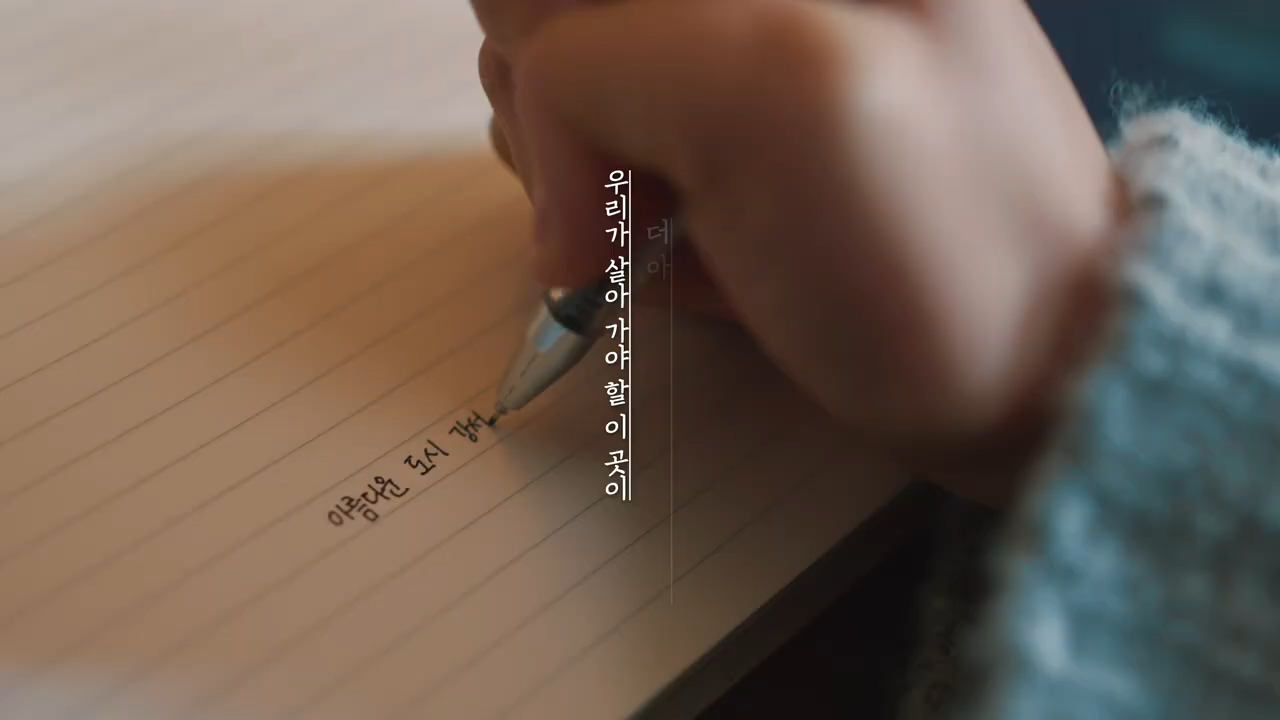 우리가 살아 가야 할 이 곳이
데
아
아름다운 도시 강서